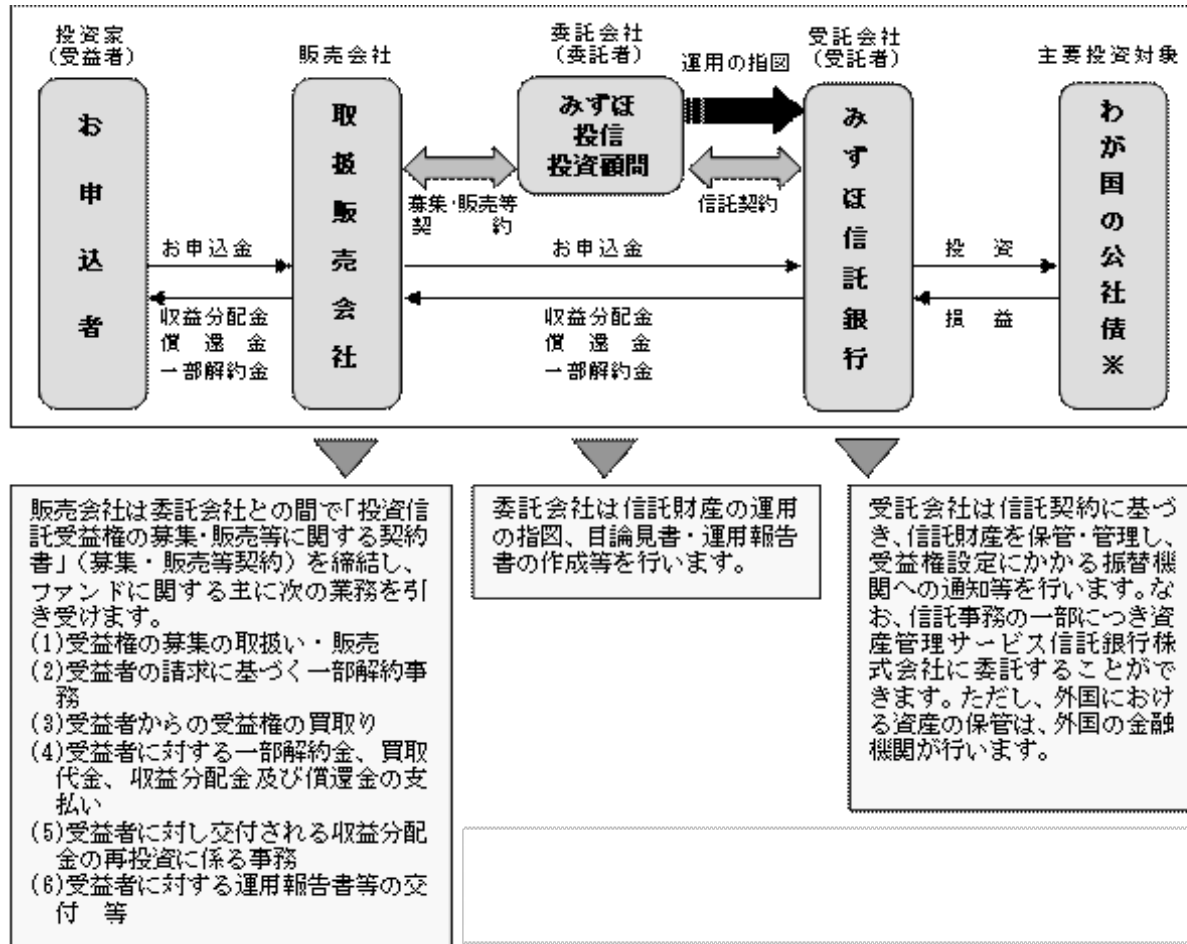 投資家
(受益者)
販売会社
委託会社
(委託者)
運用の指図
受託会社
(受託者)
主要投資対象
お申込者
取扱販売会社
みずほ
投信
投資顧問
みずほ信託銀行
わが国の公社債※
募集・販売等
契約
信託契約
お申込金
お申込金
投資
収益分配金
償還金
一部解約金
収益分配金
償還金
一部解約金
損益
販売会社は委託会社との間で「投資信
託受益権の募集・販売等に関する契約
書」(募集・販売等契約)を締結し、
ファンドに関する主に次の業務を引
き受けます。
(1)受益権の募集の取扱い・販売
(2)受益者の請求に基づく一部解約事
務
(3)受益者からの受益権の買取り
(4)受益者に対する一部解約金、買取
代金、収益分配金及び償還金の支
払い
(5)受益者に対し交付される収益分配
金の再投資に係る事務
(6)受益者に対する運用報告書等の交
付 等
委託会社は信託財産の運用
の指図、目論見書・運用報告
書の作成等を行います。
受託会社は信託契約に基づ
き、信託財産を保管・管理し、
受益権設定にかかる振替機
関への通知等を行います。な
お、信託事務の一部につき資
産管理サービス信託銀行株
式会社に委託することがで
きます。ただし、外国におけ
る資産の保管は、外国の金融
機関が行います。